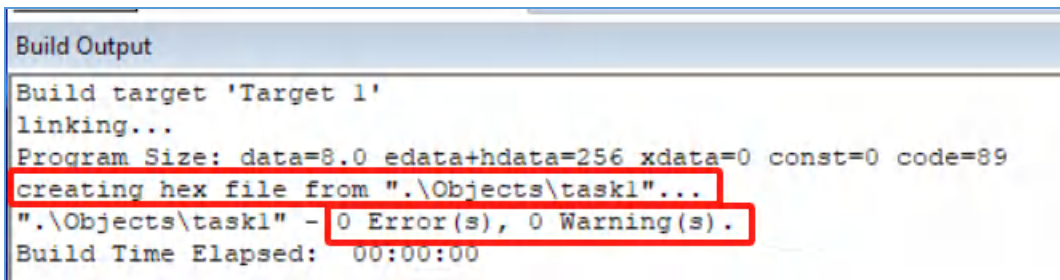 Build Output
Build target 'Target 1'
linking...
Program Size: data=8.0 edata+hdata=256 xdata=0 const=0 code=89
creating hex file from ".\Objects\task1"...
".\Objects\task1" - 0 Error(s), 0 Warning(s).
Build Time Elapsed:  00:00:00